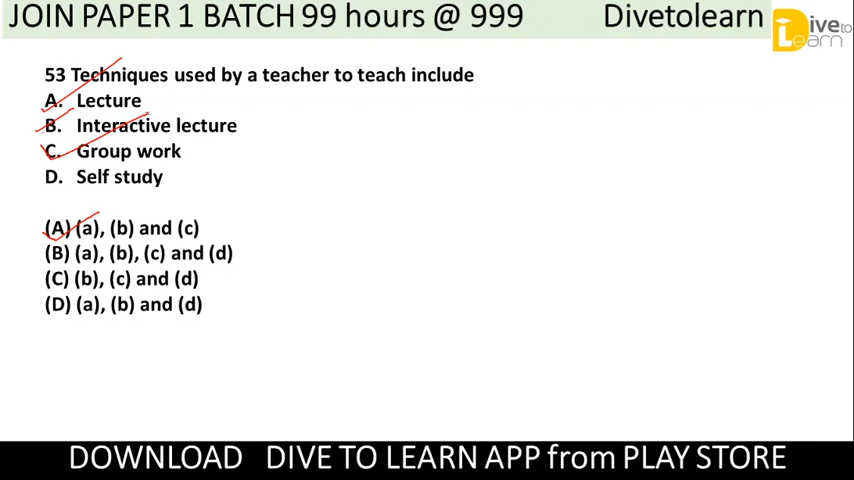 JOIN PAPER 1 BATCH 99 hours @ 999 Divetolearn
Dive to Learn
53 Techniques used by a teacher to teach include
A. Lecture
B. Interactive lecture
C. Group work
D. Self study
(A) (a), (b) and (c)
(B) (a), (b), (c) and (d)
(C) (b), (c) and (d)
(D) (a), (b) and (d)
DOWNLOAD DIVE TO LEARN APP from PLAY STORE